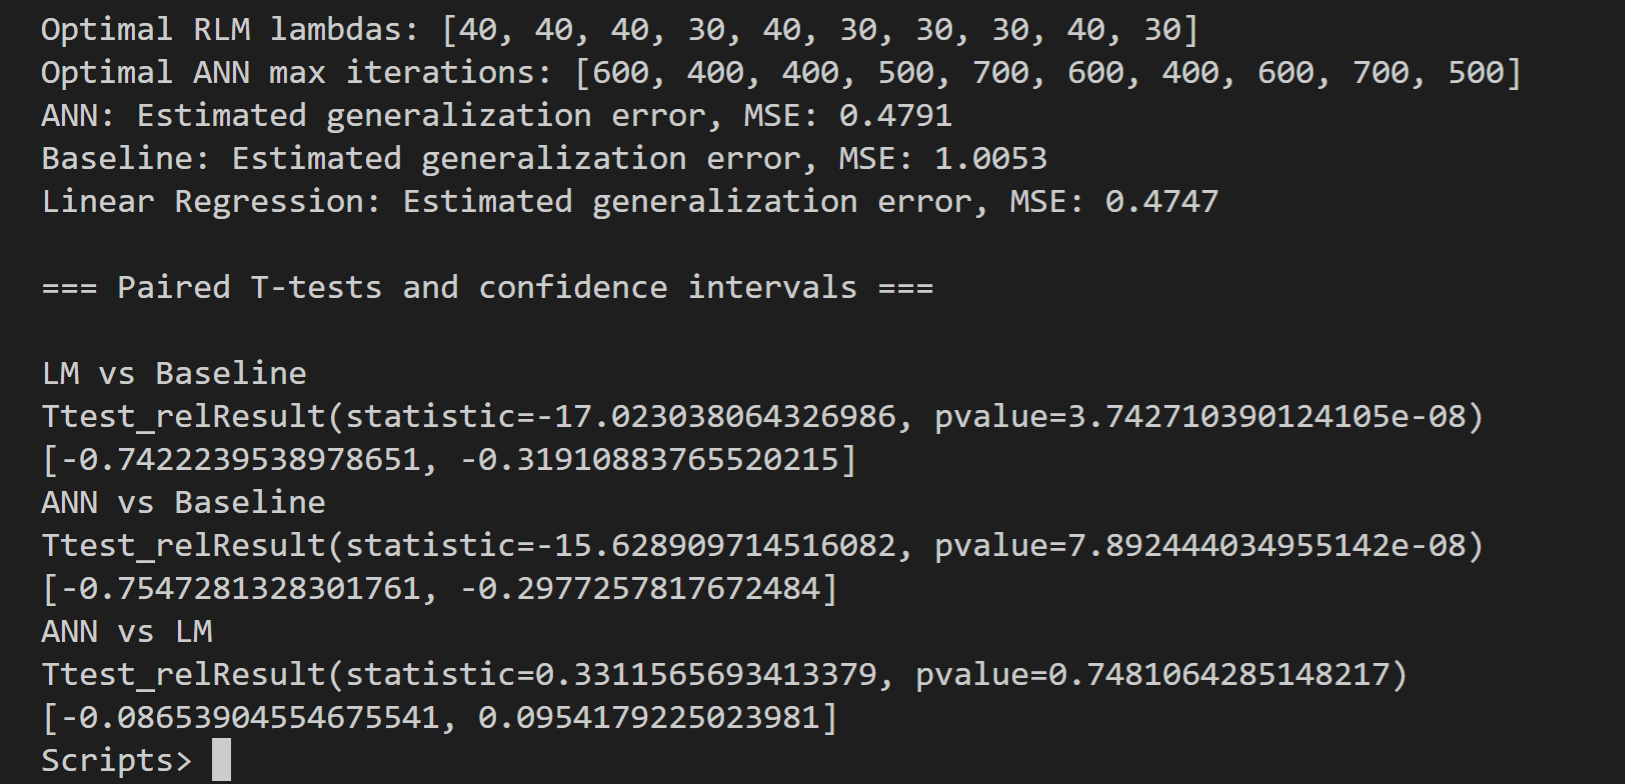 Optimal RLM lambdas: [40, 40, 40, 30, 40, 30, 30, 30, 40, 30]
Optimal ANN max iterations: [600, 400, 400, 500, 700, 600, 400, 600, 700, 500]
ANN: Estimated generalization error, MSE: 0.4791
Baseline: Estimated generalization error, MSE: 1.0053
Linear Regression: Estimated generalization error, MSE: 0.4747
=== Paired T-tests and confidence intervals ===
LM vs Baseline
Ttest_relResult(statistic=-17.023038064326986, pvalue=3.742710390124105e-08)
[-0.7422239538978651, -0.31910883765520215]
ANN vs Baseline
Ttest_relResult(statistic=-15.628909714516082, pvalue=7.892444034955142e-08)
[-0.7547281328301761, -0.2977257817672484]
ANN vs LM
Ttest_relResult(statistic=0.3311565693413379, pvalue=0.7481064285148217)
[-0.08653904554675541, 0.0954179225023981]
Scripts>